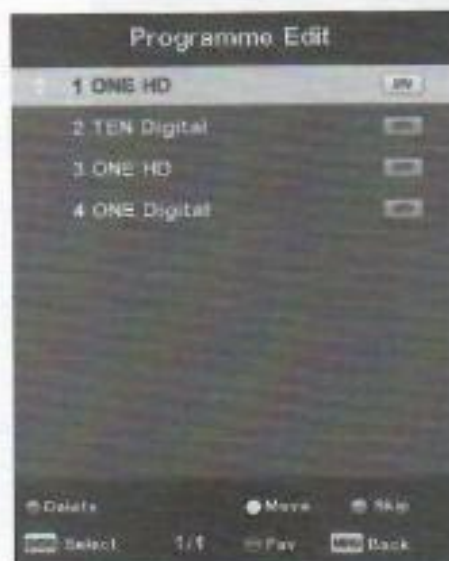 Programme Edit
1 ONE HD
2 TEN Digital
3 ONE HD
4 ONE Digital
Delete Move Skip
Select 1/1 Fav Back